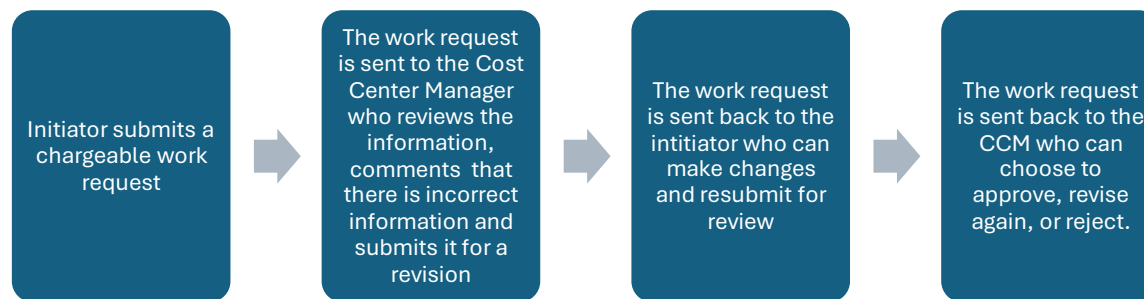 Initiator submits a
chargeable work
request
The work request
is sent to the Cost
Center Manager
who reviews the
information,
comments that
there is incorrect
information and
submits it for a
revision
The work request
is sent back to the
intitiator who can
make changes
and resubmit for
review
The work request
is sent back to the
CCM who can
choose to
approve, revise
again, or reject.